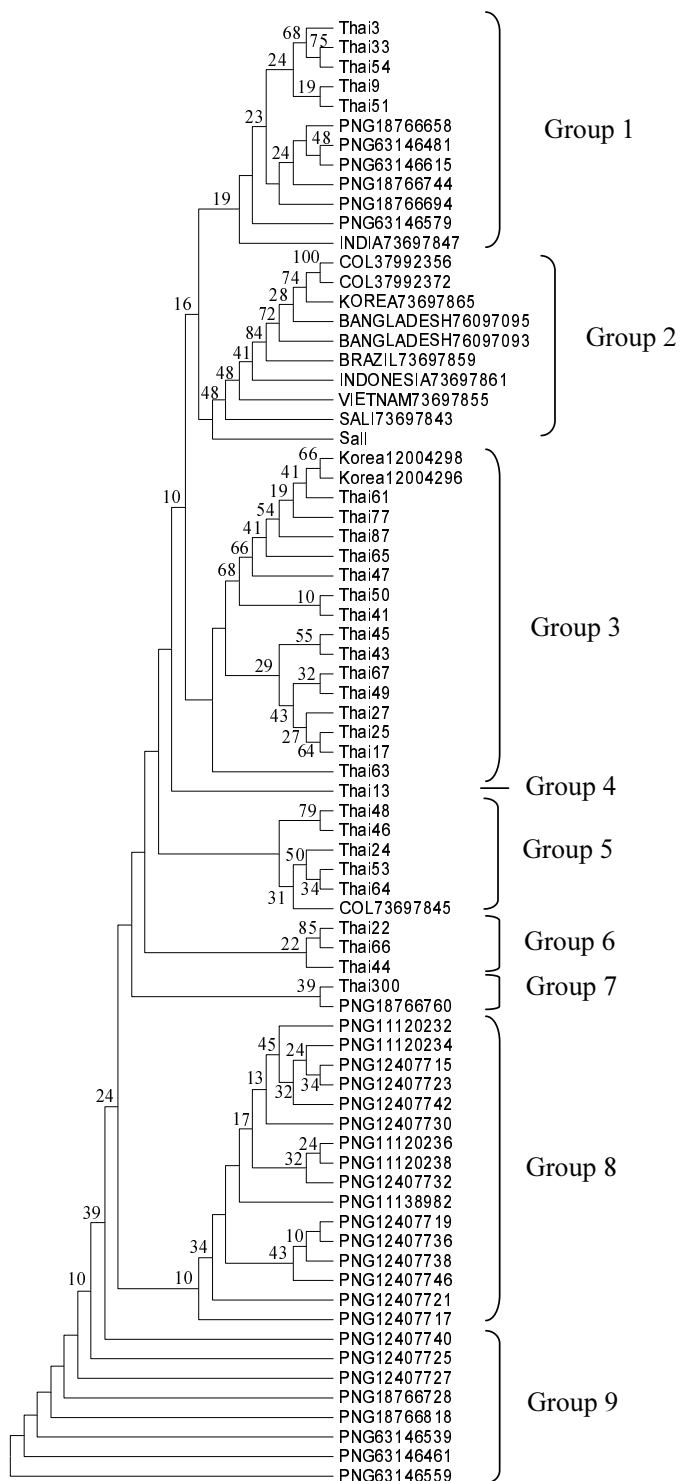 68
Thai3
75
Thai33
24
Thai54
19
Thai9
Thai51
23
PNG18766658
Group 1
48
PNG63146481
24
PNG63146615
PNG18766744
19
PNG18766694
PNG63146579
INDIA73697847
100
COL37992356
74
COL37992372
16
28
KOREA73697865
72
BANGLADESH76097095
84
BANGLADESH76097093
Group 2
41
BRAZIL73697859
48
INDONESIA73697861
48
VIETNAM73697855
SALI73697843
Sall
66
Korea12004298
41
Korea12004296
10
19
Thai61
54
Thai77
41
Thai87
66
Thai65
68
Thai47
10
Thai50
Thai41
55
Thai45
Group 3
Thai43
29
32
Thai67
Thai49
43
Thai27
27
Thai25
64
Thai17
Thai63
Thai13
Group 4
79
Thai48
Thai46
50
Thai24
Group 5
Thai53
34
Thai64
31
COL73697845
85
Thai22
22
Thai66
Group 6
Thai44
39
Thai300
Group 7
PNG18766760
PNG11120232
45
24
PNG11120234
PNG12407715
13
32
34
PNG12407723
24
PNG12407742
17
PNG12407730
24
PNG11120236
32
PNG11120238
Group 8
PNG12407732
PNG11138982
39
PNG12407719
10
PNG12407736
34
43
PNG12407738
10
10
PNG12407746
PNG12407721
PNG12407717
PNG12407740
PNG12407725
PNG12407727
PNG18766728
Group 9
PNG18766818
PNG63146539
PNG63146461
PNG63146559